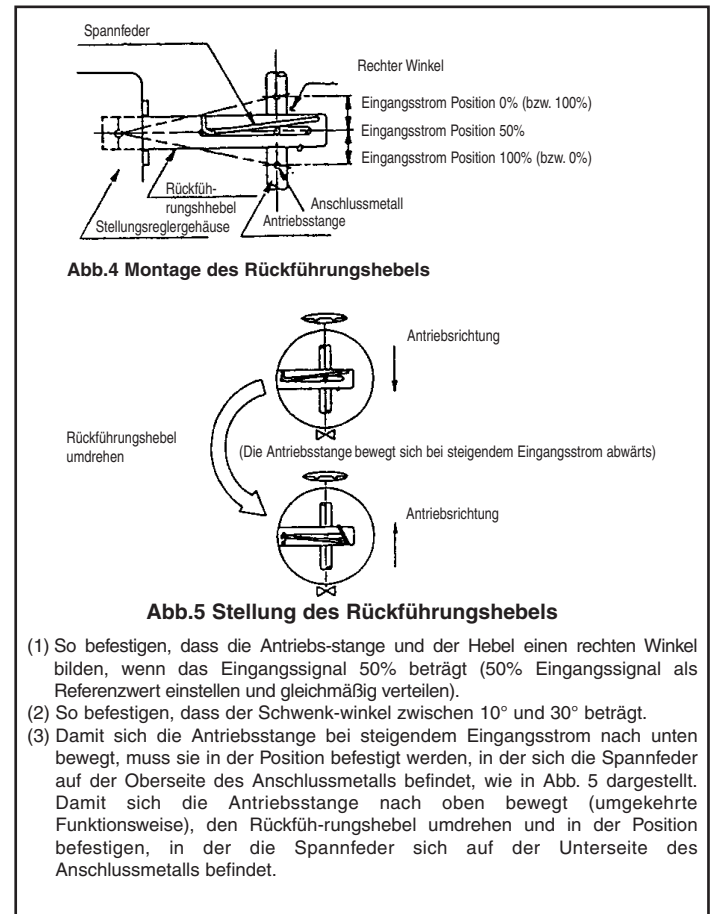 Spannfeder
Rechter Winkel
Eingangsstrom Position 0% (bzw. 100%)
Eingangsstrom Position 50%
Eingangsstrom Position 100% (bzw. 0%)
Rückfüh-
rungshhebel
Anschlussmetall
Antriebsstange
Stellungsreglergehäuse
Abb.4 Montage des Rückführungshebels
Antriebsrichtung
Rückführungshebel
umdrehen
(Die Antriebsstange bewegt sich bei steigendem Eingangsstrom abwärts)
Antriebsrichtung
Abb.5 Stellung des Rückführungshebels
(1) So befestigen, dass die Antriebs-stange und der Hebel einen rechten Winkel
bilden, wenn das Eingangssignal 50% beträgt (50% Eingangssignal als
Referenzwert einstellen und gleichmäßig verteilen).
(2) So befestigen, dass der Schwenk-winkel zwischen 10° und 30° beträgt.
(3) Damit sich die Antriebsstange bei steigendem Eingangsstrom nach unten
bewegt, muss sie in der Position befestigt werden, in der sich die Spannfeder
auf der Oberseite des Anschlussmetalls befindet, wie in Abb. 5 dargestellt.
Damit sich die Antriebsstange nach oben bewegt (umgekehrte
Funktionsweise), den Rückfüh-rungshebel umdrehen und in der Position
befestigen, in der die Spannfeder sich auf der Unterseite des
Anschlussmetalls befindet.